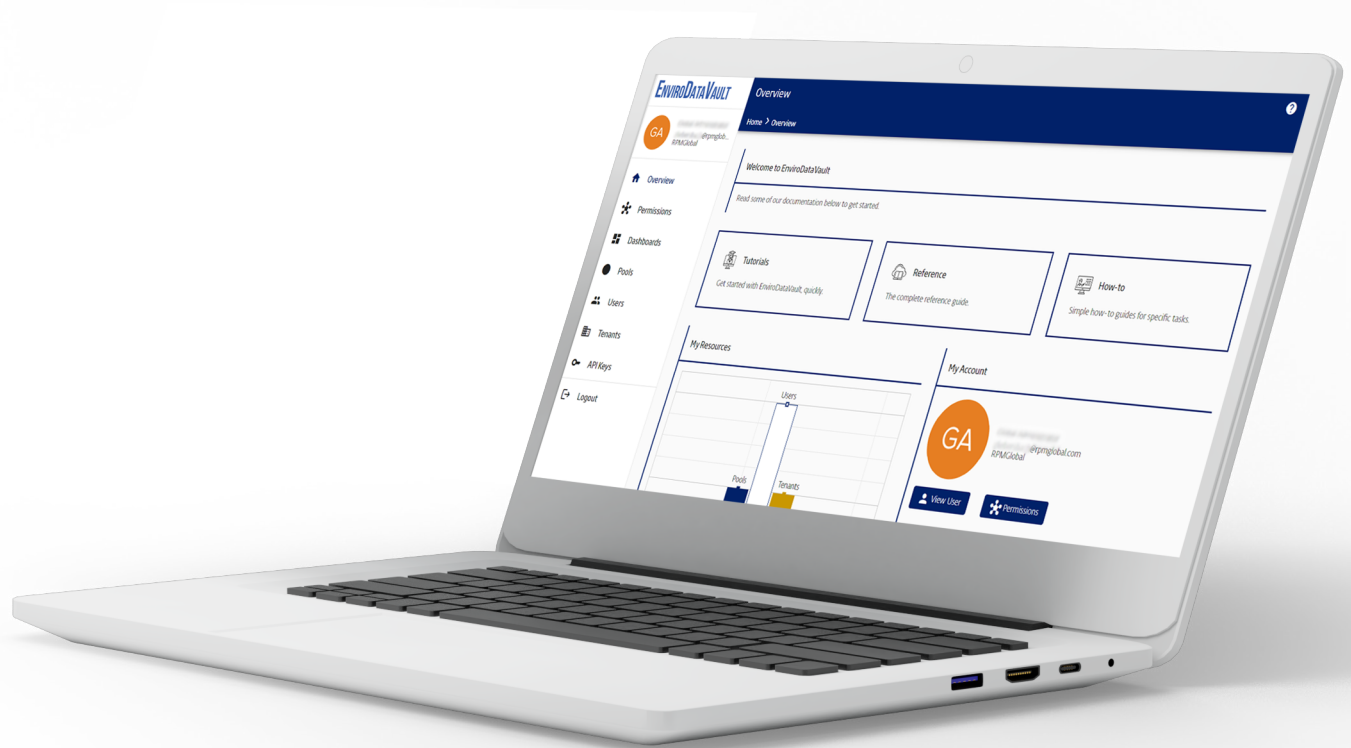 ENVIRODATAVAULT
GA
@rpmglob...
RPMGlobal
Overview
Permissions
Dashboards
Pools
Users
Tenants
API Keys
Logout
Overview
?
Home > Overview
Welcome to EnviroDataVault
Read some of our documentation below to get started.
Tutorials
Get started with EnviroDataVault, quickly.
Reference
The complete reference guide.
How-to
Simple how-to guides for specific tasks.
My Resources
Users
Pools
Tenants
My Account
GA
@rpmglobal.com
RPMGlobal
View User
Permissions